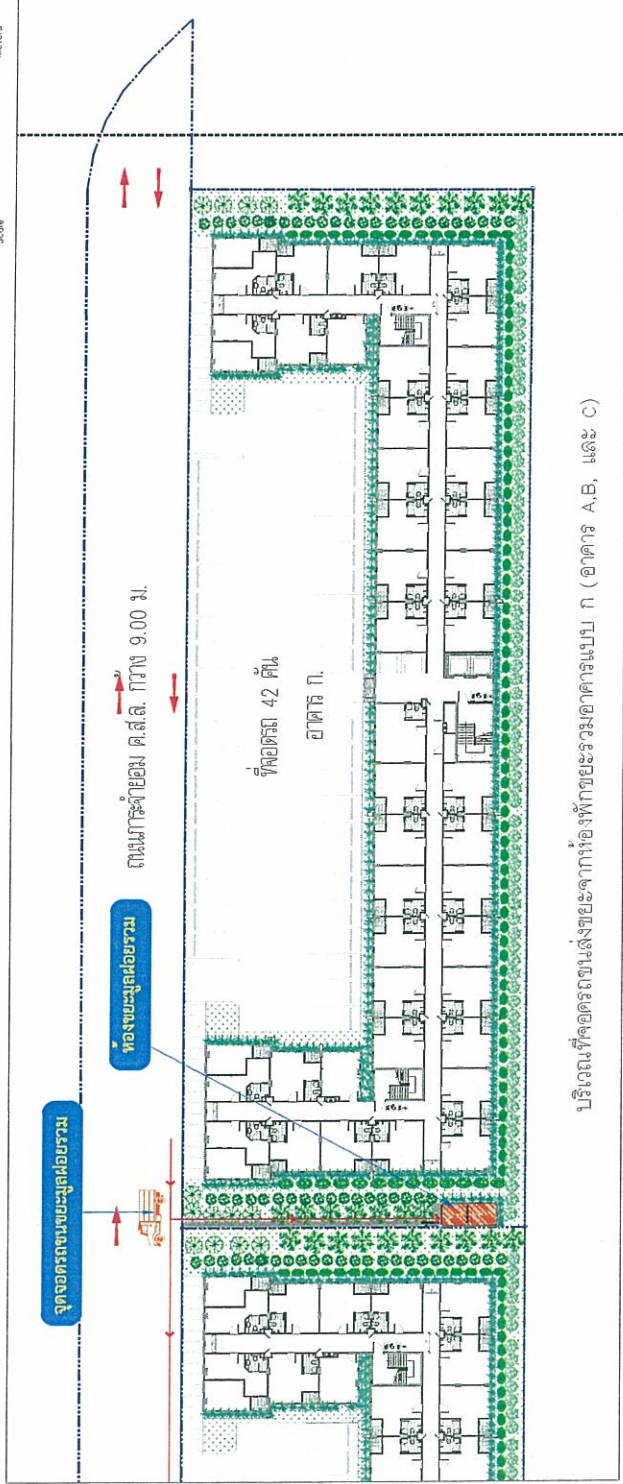 Scale
Meters
จุดจอดรถขนขยะมูลฝอยรวม
ห้องขยะมูลฝอยรวม
ถนนภาระจำยอม ค.ส.ล. กว้าง 9.00 ม.
ที่จอดรถ 42 คัน
อาคาร ก.
บริเวณที่จอดรถขนส่งขยะจากห้องพักขยะรวมอาคารแบบ ก (อาคาร A,B, และ C)